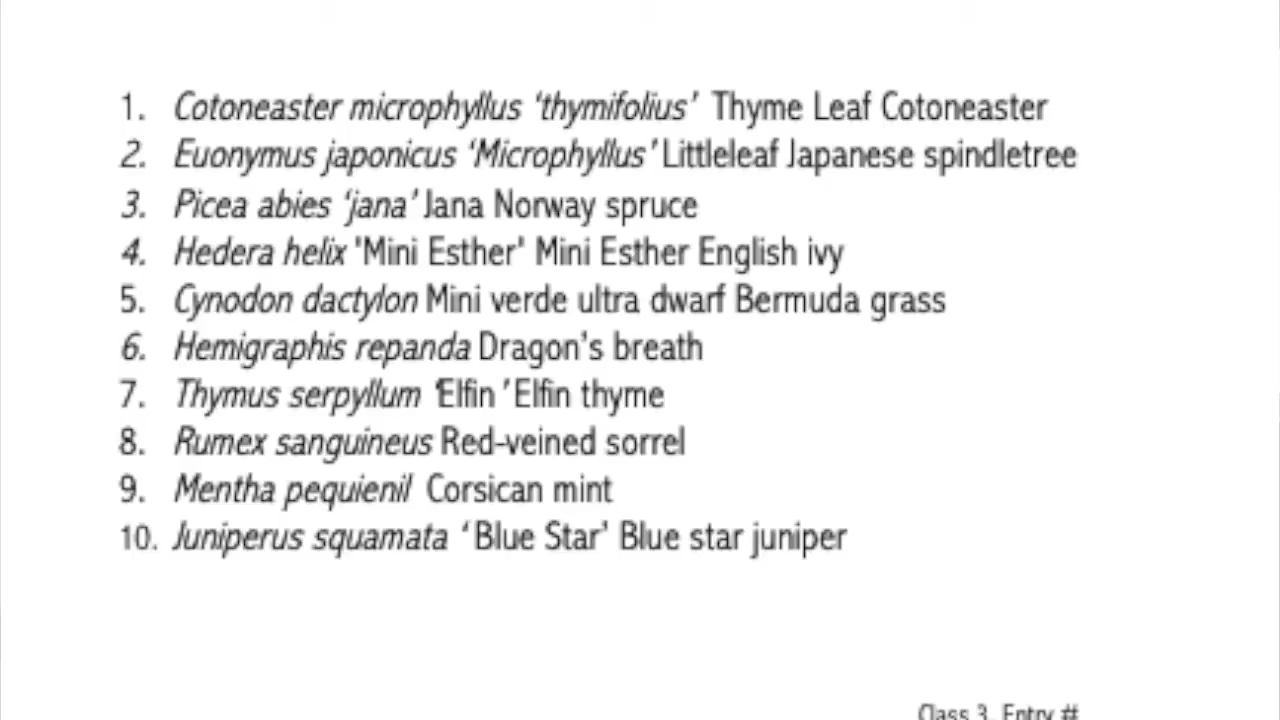 1. Cotoneaster microphyllus ‘thymifolius’ Thyme Leaf Cotoneaster
2. Euonymus japonicus ‘Microphyllus’ Littleleaf Japanese spindletree
3. Picea abies ‘jana’ Jana Norway spruce
4. Hedera helix 'Mini Esther' Mini Esther English ivy
5. Cynodon dactylon Mini verde ultra dwarf Bermuda grass
6. Hemigraphis repanda Dragon's breath
7. Thymus serpyllum ‘Elfin ’ Elfin thyme
8. Rumex sanguineus Red-veined sorrel
9. Mentha pequienil Corsican mint
10. Juniperus squamata ‘ Blue Star’ Blue star juniper
Class 3, Entry #